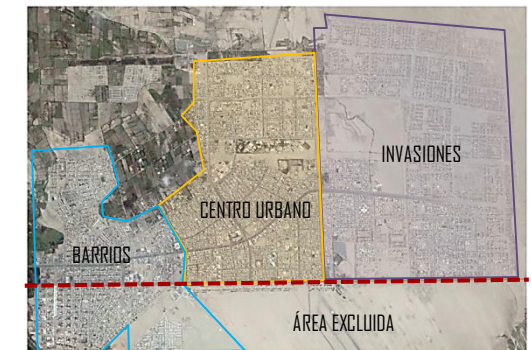 INVASIONES
CENTRO URBANO
BARRIOS
ÁREA EXCLUIDA